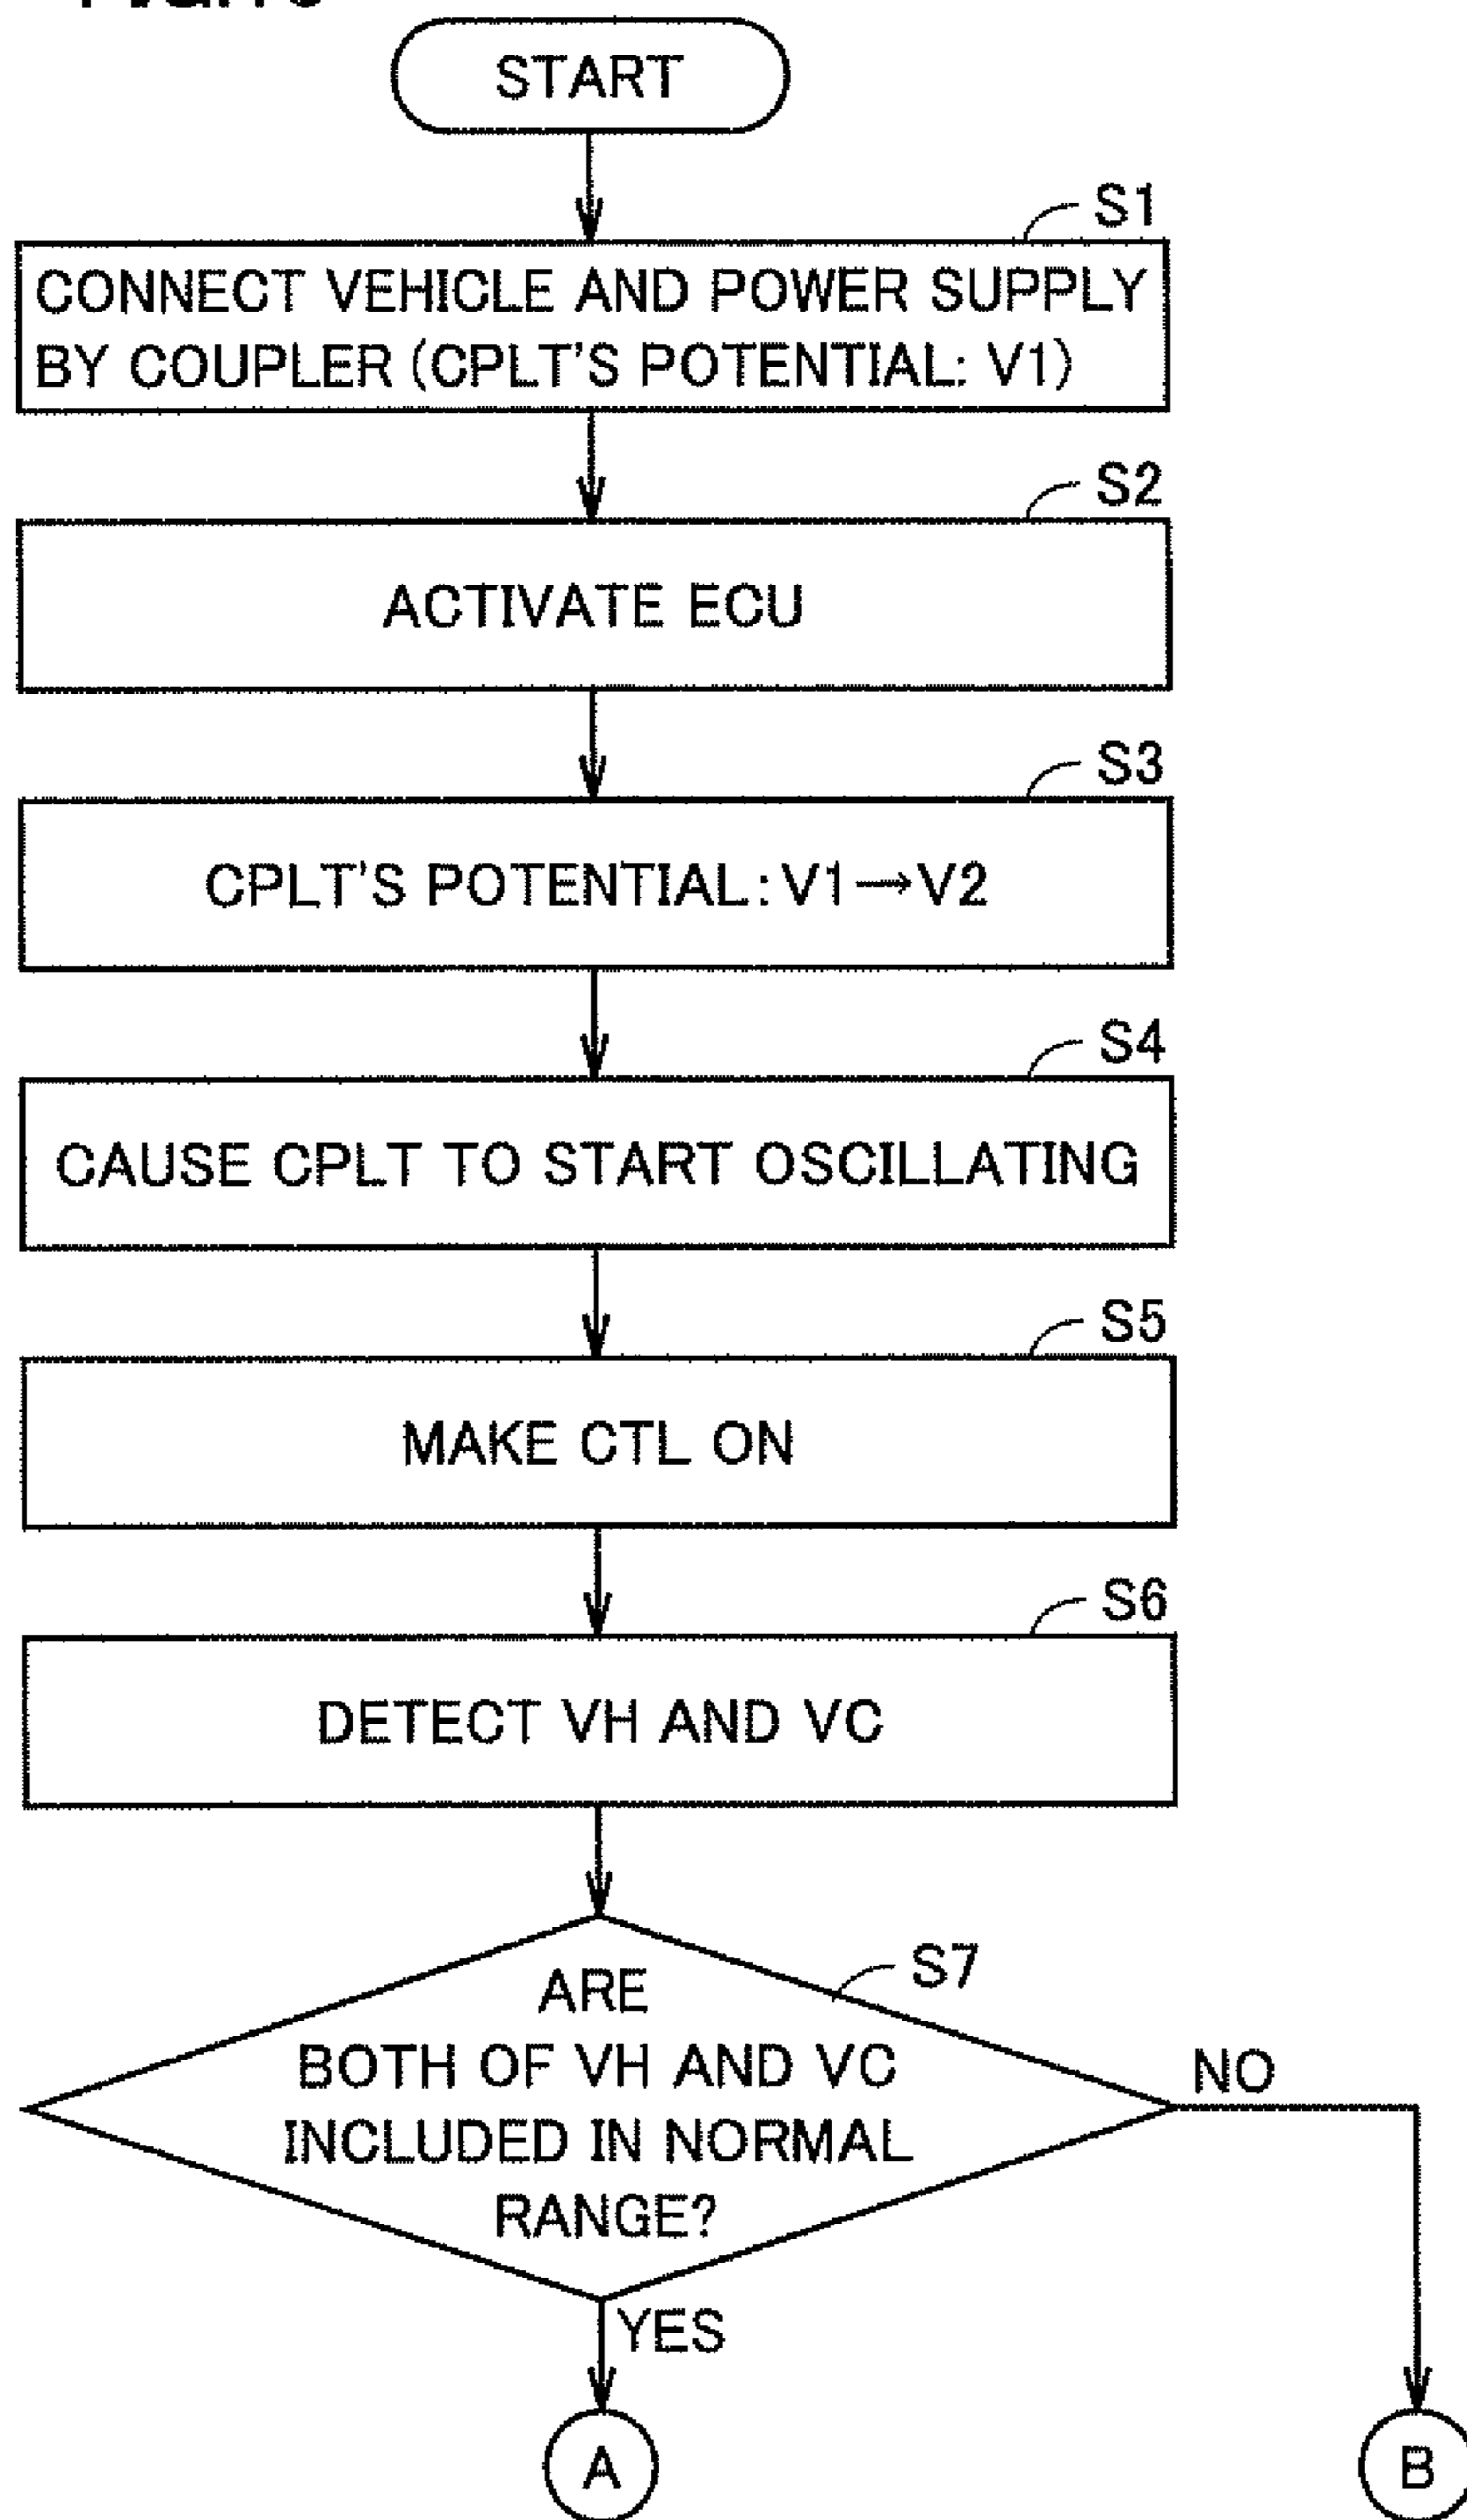 START
S1
CONNECT VEHICLE AND POWER SUPPLY
BY COUPLER (CPLT'S POTENTIAL: V1)
S2
ACTIVATE ECU
S3
CPLT'S POTENTIAL: V1→V2
S4
CAUSE CPLT TO START OSCILLATING
S5
MAKE CTL ON
S6
DETECT VH AND VC
S7
ARE
BOTH OF VH AND VC
INCLUDED IN NORMAL
RANGE?
NO
YES
A
B